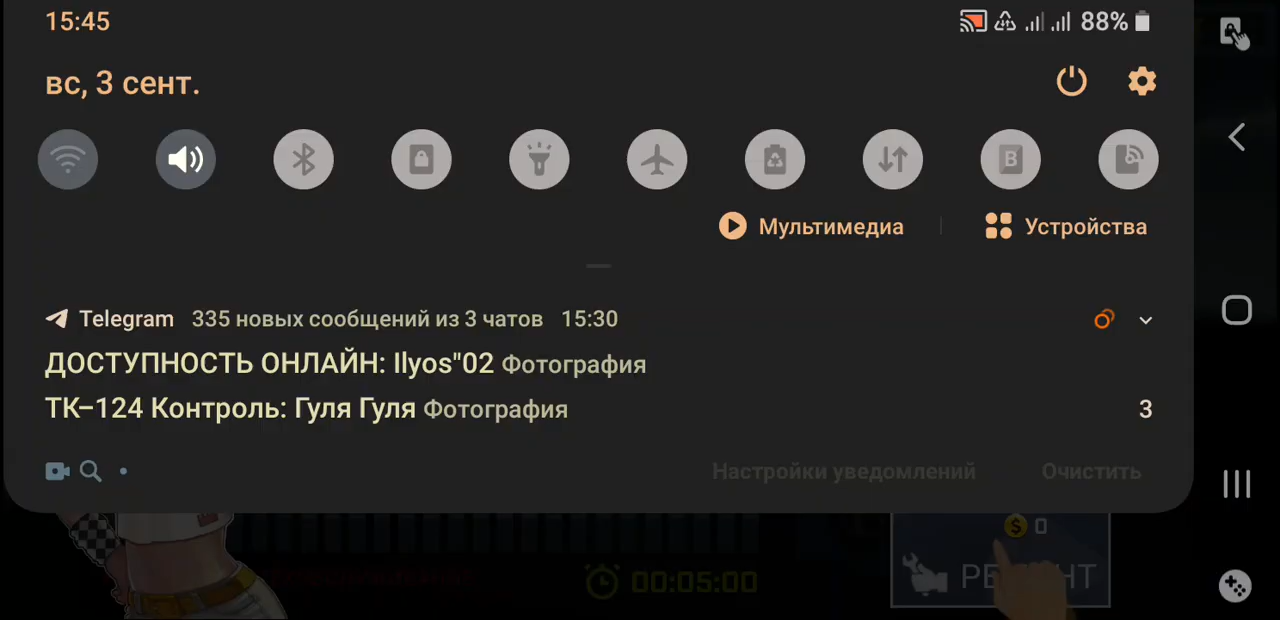 15:45
88%
вс, 3 сент.
B
Мультимедиа
Устройства
Telegram 335 новых сообщений из 3 чатов 15:30
ДОСТУПНОСТЬ ОНЛАЙН: Ilyos"02 Фотография
ТК–124 Контроль: Гуля Гуля Фотография 3
Настройки уведомлений Очистить
$ 0
00:05:00